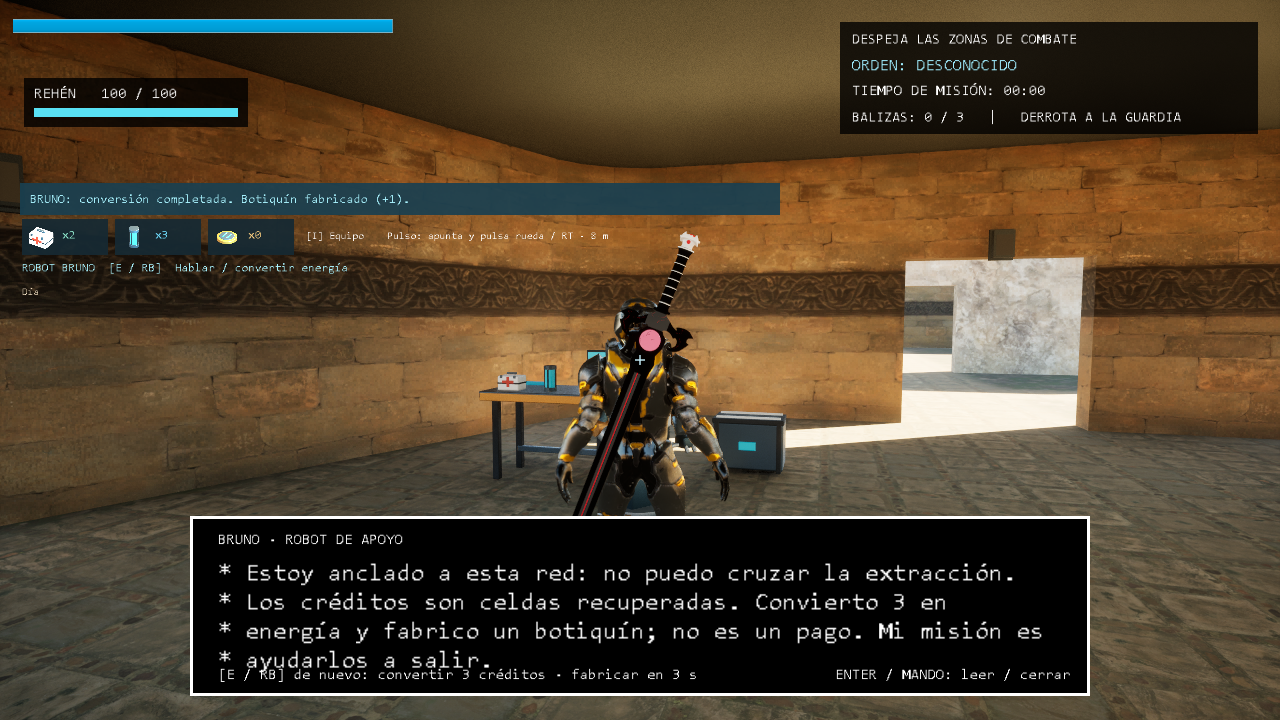 DESPEJA LAS ZONAS DE COMBATE
ORDEN: DESCONOCIDO
TIEMPO DE MISIÓN: 00:00
BALIZAS: 0 / 3 | DERROTA A LA GUARDIA
REHÉN 100 / 100
BRUNO: conversión completada. Botiquín fabricado (+1).
x2 x3 x0 [I] Equipo Pulso: apunta y pulsa rueda / RT · 8 m
ROBOT BRUNO [E / RB] Hablar / convertir energía
Día
BRUNO · ROBOT DE APOYO
* Estoy anclado a esta red: no puedo cruzar la extracción.
* Los créditos son celdas recuperadas. Convierto 3 en
* energía y fabrico un botiquín; no es un pago. Mi misión es
* ayudarlos a salir.
[E / RB] de nuevo: convertir 3 créditos · fabricar en 3 s ENTER / MANDO: leer / cerrar